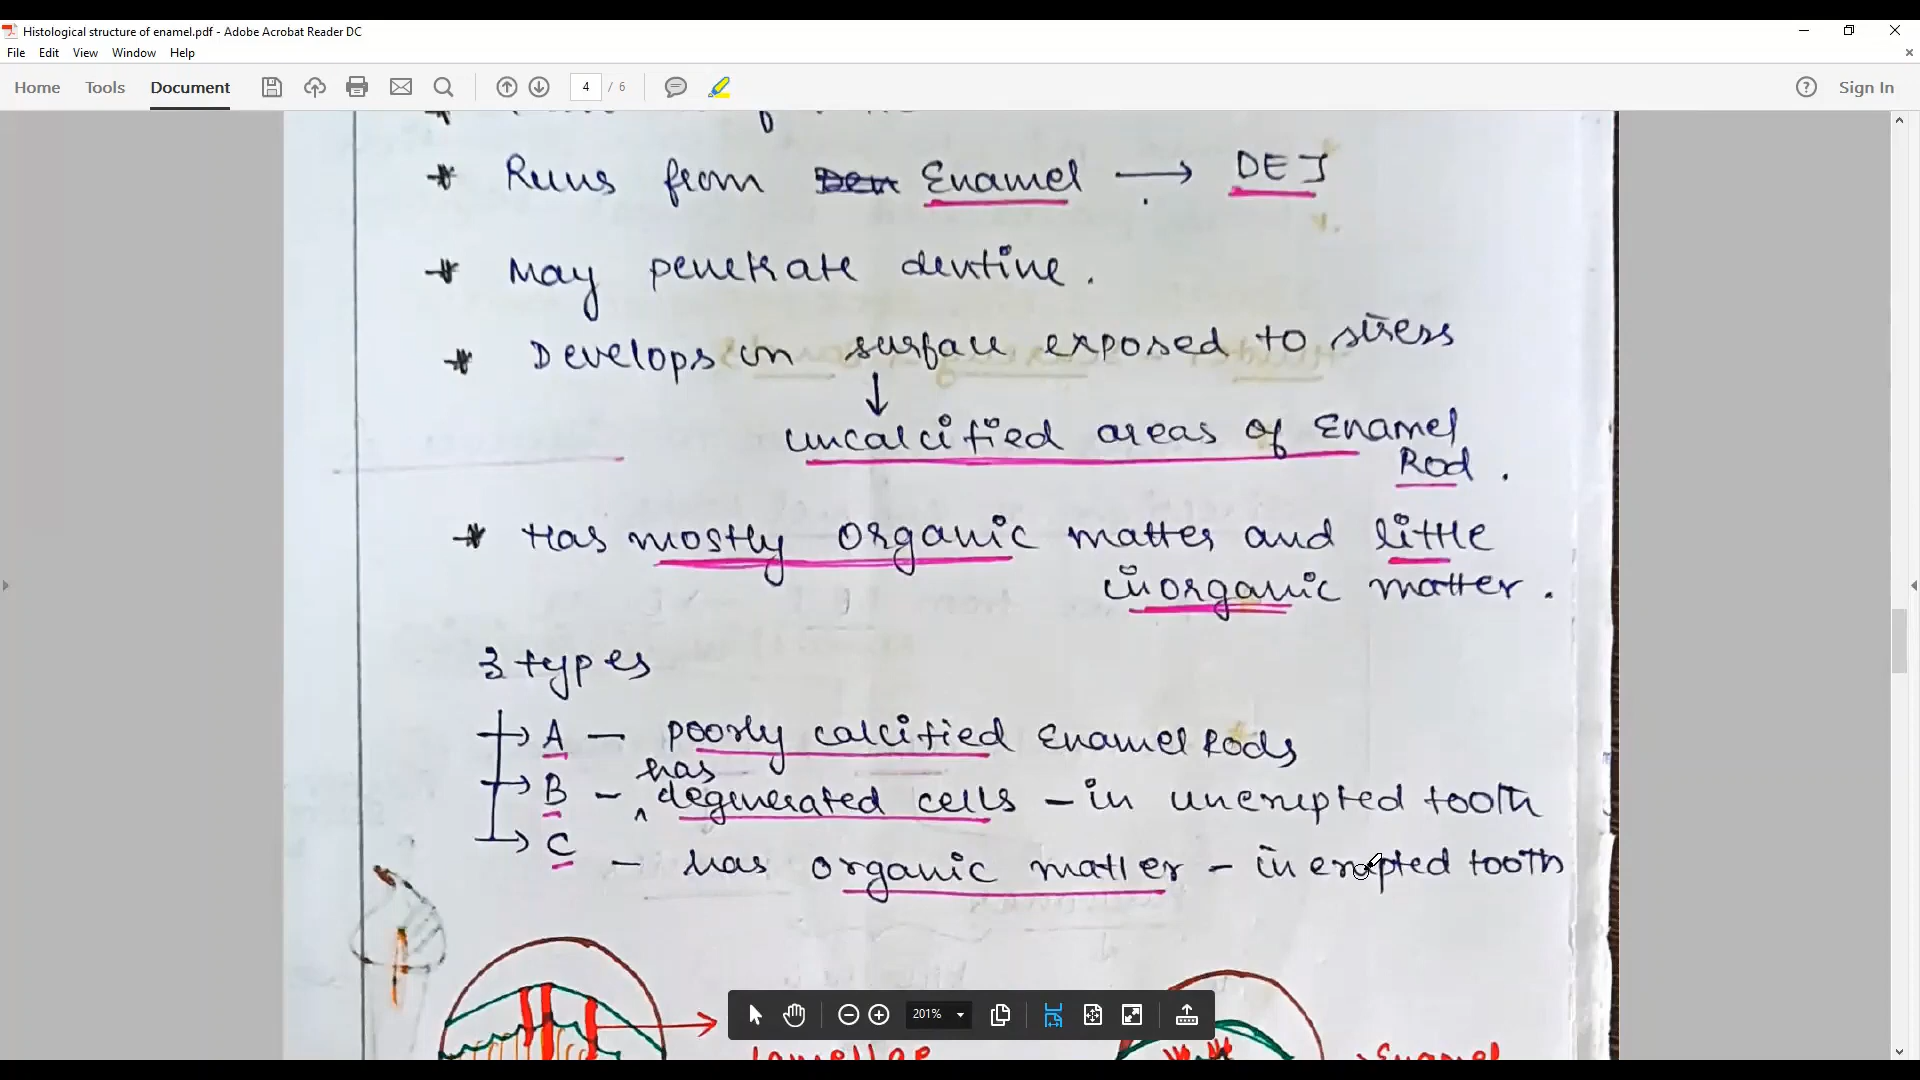 Histological structure of enamel.pdf - Adobe Acrobat Reader DC
File Edit View Window Help
Home Tools Document 4 / 6 Sign In
* Runs from Den Enamel → DEJ
* May penetrate dentine.
* Develops in surface exposed to stress
↓
uncalcified areas of Enamel
Rod.
* Has mostly organic matter and little
inorganic matter.
3 types
→ A — poorly calcified Enamel Rods
has
→ B — ^ degenerated cells — in unerupted tooth
→ C — has organic matter — in erupted tooth
201%
lamellae
Enamel